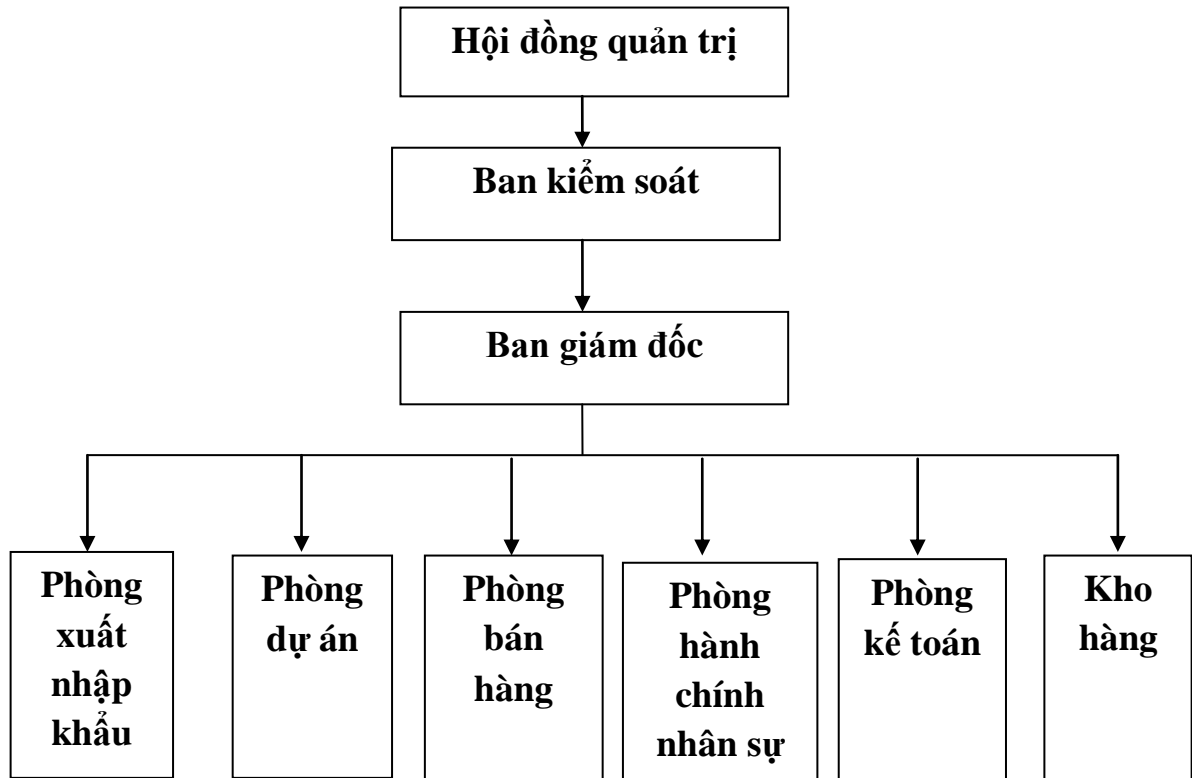 Hội đồng quản trị
Ban kiểm soát
Ban giám đốc
Phòng
xuất
nhập
khẩu
Phòng
dự án
Phòng
bán
hàng
Phòng
hành
chính
nhân sự
Phòng
kế toán
Kho
hàng